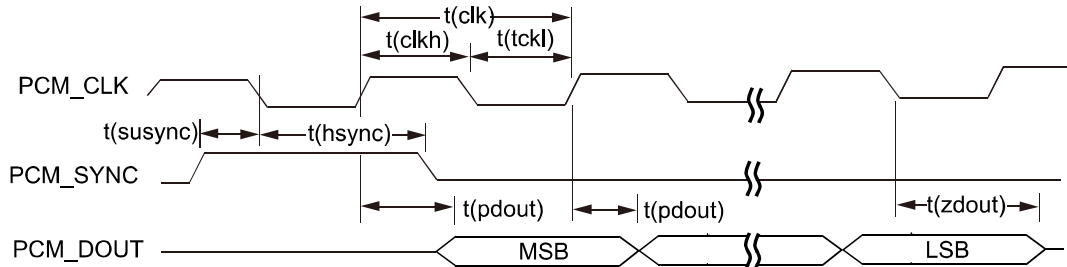 t(clk)
t(clkh)
t(tckl)
PCM_CLK
t(susync)
t(hsync)
PCM_SYNC
t(pdout)
t(pdout)
t(zdout)
PCM_DOUT
MSB
LSB